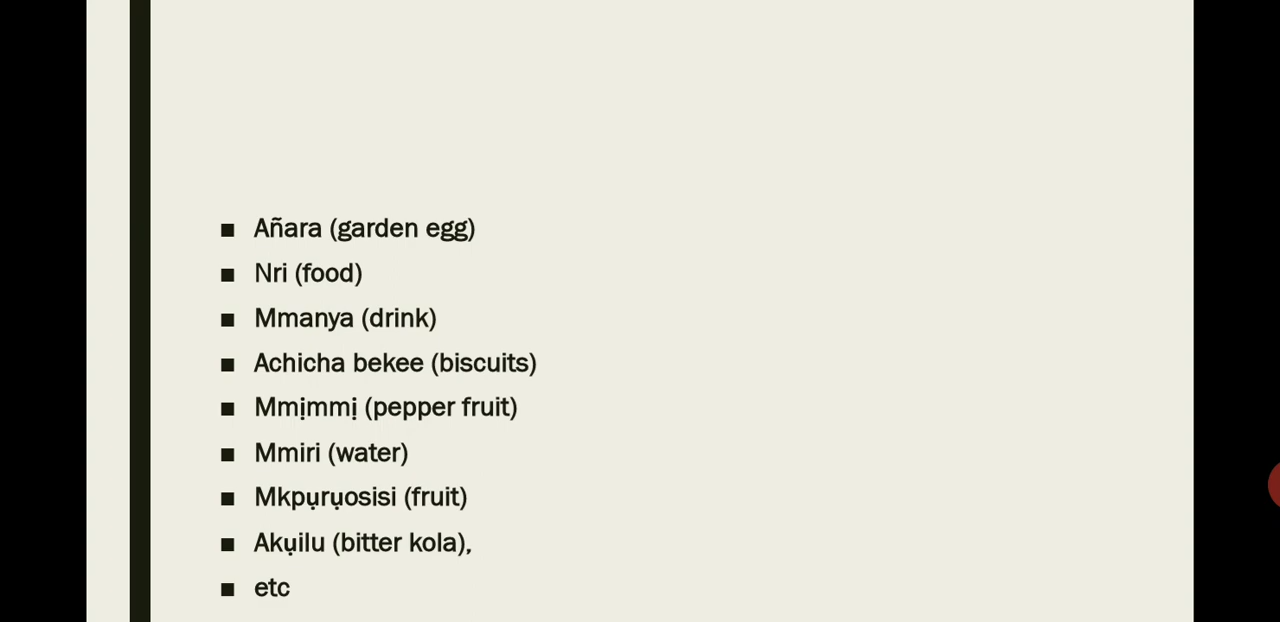 Añara (garden egg)
Nri (food)
Mmanya (drink)
Achicha bekee (biscuits)
Mmịmmị (pepper fruit)
Mmiri (water)
Mkpụrụosisi (fruit)
Akụilu (bitter kola),
etc